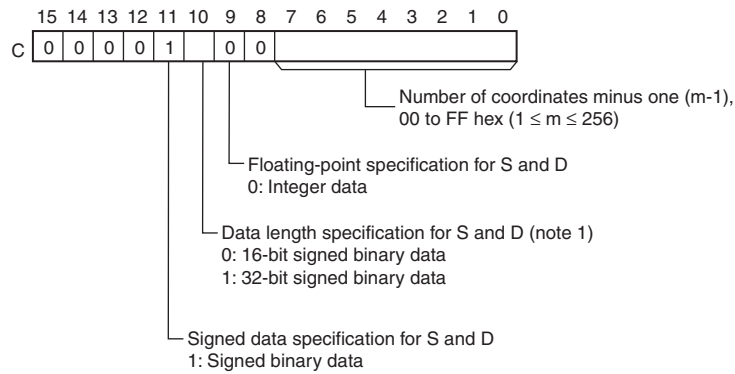 15 14 13 12 11 10 9 8 7 6 5 4 3 2 1 0
C 0 0 0 0 1 0 0
Number of coordinates minus one (m-1),
00 to FF hex (1 ≤ m ≤ 256)
Floating-point specification for S and D
0: Integer data
Data length specification for S and D (note 1)
0: 16-bit signed binary data
1: 32-bit signed binary data
Signed data specification for S and D
1: Signed binary data